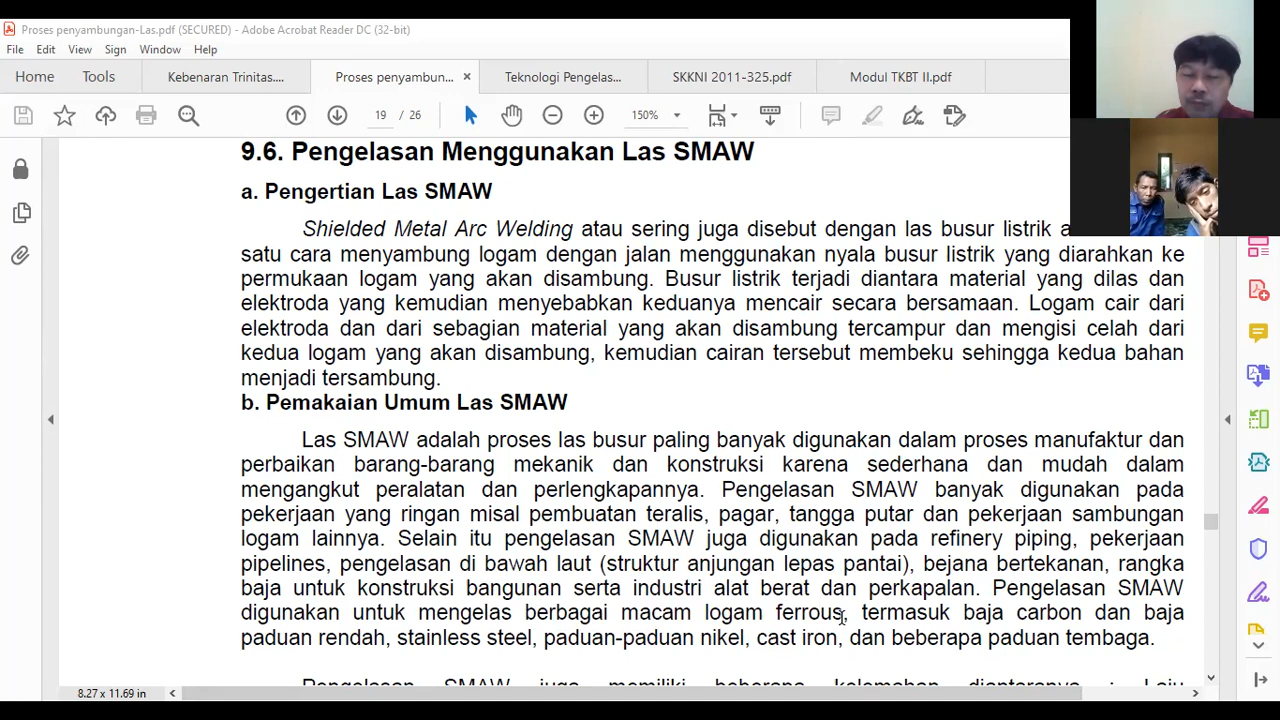 Proses penyambungan-Las.pdf (SECURED) - Adobe Acrobat Reader DC (32-bit)
File Edit View Sign Window Help
Home Tools Kebenaran Trinitas.... Proses penyambun... × Teknologi Pengelas... SKKNI 2011-325.pdf Modul TKBT II.pdf
19 / 26 150%
9.6. Pengelasan Menggunakan Las SMAW
a. Pengertian Las SMAW
Shielded Metal Arc Welding atau sering juga disebut dengan las busur listrik
satu cara menyambung logam dengan jalan menggunakan nyala busur listrik yang diarahkan ke
permukaan logam yang akan disambung. Busur listrik terjadi diantara material yang dilas dan
elektroda yang kemudian menyebabkan keduanya mencair secara bersamaan. Logam cair dari
elektroda dan dari sebagian material yang akan disambung tercampur dan mengisi celah dari
kedua logam yang akan disambung, kemudian cairan tersebut membeku sehingga kedua bahan
menjadi tersambung.
b. Pemakaian Umum Las SMAW
Las SMAW adalah proses las busur paling banyak digunakan dalam proses manufaktur dan
perbaikan barang-barang mekanik dan konstruksi karena sederhana dan mudah dalam
mengangkut peralatan dan perlengkapannya. Pengelasan SMAW banyak digunakan pada
pekerjaan yang ringan misal pembuatan teralis, pagar, tangga putar dan pekerjaan sambungan
logam lainnya. Selain itu pengelasan SMAW juga digunakan pada refinery piping, pekerjaan
pipelines, pengelasan di bawah laut (struktur anjungan lepas pantai), bejana bertekanan, rangka
baja untuk konstruksi bangunan serta industri alat berat dan perkapalan. Pengelasan SMAW
digunakan untuk mengelas berbagai macam logam ferrous, termasuk baja carbon dan baja
paduan rendah, stainless steel, paduan-paduan nikel, cast iron, dan beberapa paduan tembaga.
Pengelasan SMAW juga memiliki beberapa kelemahan diantaranya : Laju
8.27 x 11.69 in